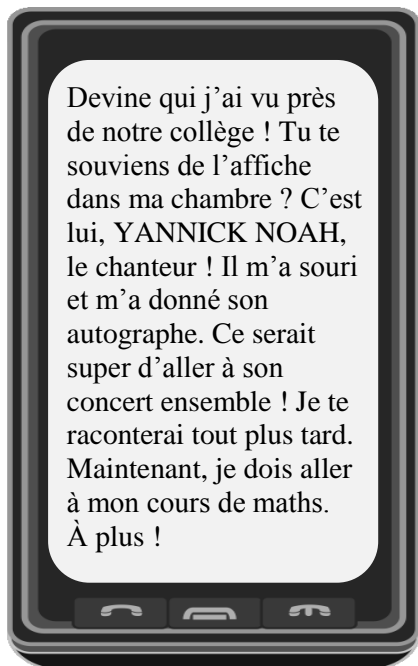 Devine qui j’ai vu près
de notre collège ! Tu te
souviens de l’affiche
dans ma chambre ? C’est
lui, YANNICK NOAH,
le chanteur ! Il m’a souri
et m’a donné son
autographe. Ce serait
super d’aller à son
concert ensemble ! Je te
raconterai tout plus tard.
Maintenant, je dois aller
à mon cours de maths.
À plus !